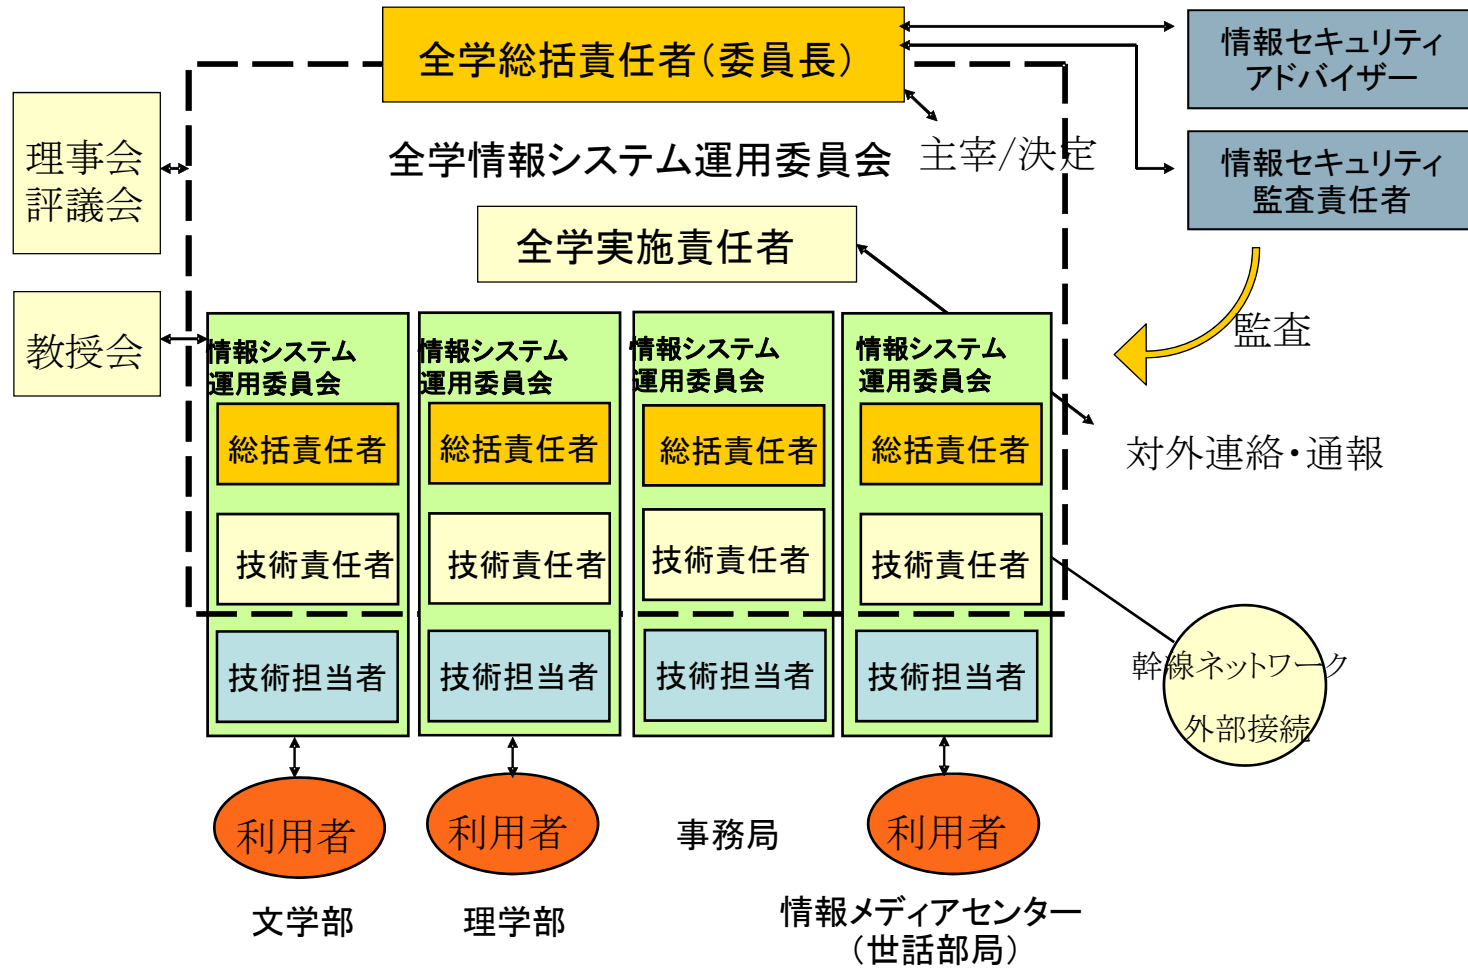 全学総括責任者(委員長)
情報セキュリティ
アドバイザー
理事会
評議会
全学情報システム運用委員会
主宰/決定
情報セキュリティ
監査責任者
全学実施責任者
教授会
監査
情報システム
運用委員会
情報システム
運用委員会
情報システム
運用委員会
情報システム
運用委員会
総括責任者
総括責任者
総括責任者
総括責任者
対外連絡・通報
技術責任者
技術責任者
技術責任者
技術責任者
技術担当者
技術担当者
技術担当者
技術担当者
幹線ネットワーク
外部接続
利用者
利用者
事務局
利用者
文学部
理学部
情報メディアセンター
(世話部局)